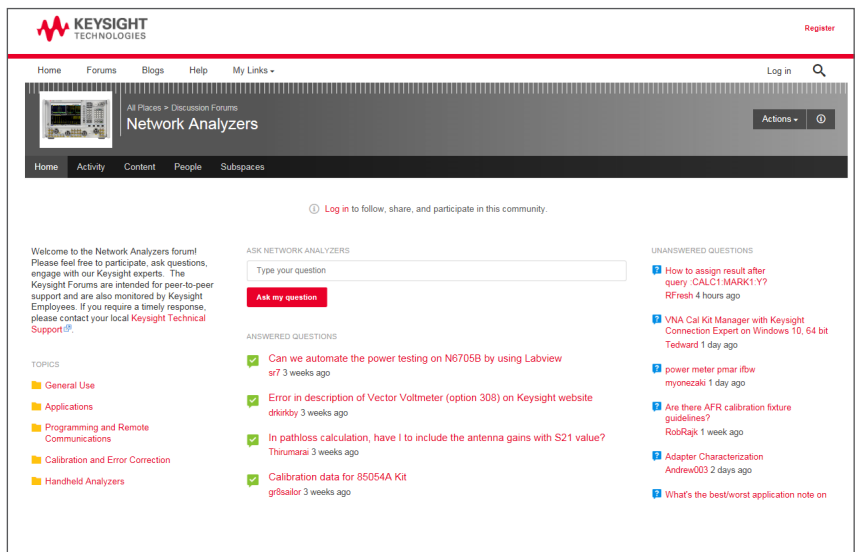 KEYSIGHT
TECHNOLOGIES
Register
Home Forums Blogs Help My Links
Log in
All Places > Discussion Forums
Network Analyzers
Actions
Home Activity Content People Subspaces
Log in to follow, share, and participate in this community.
Welcome to the Network Analyzers forum!
Please feel free to participate, ask questions,
engage with our Keysight experts. The
Keysight Forums are intended for peer-to-peer
support and are also monitored by Keysight
Employees. If you require a timely response,
please contact your local Keysight Technical
Support.
TOPICS
General Use
Applications
Programming and Remote
Communications
Calibration and Error Correction
Handheld Analyzers
ASK NETWORK ANALYZERS
Type your question
Ask my question
ANSWERED QUESTIONS
Can we automate the power testing on N6705B by using Labview
sr7 3 weeks ago
Error in description of Vector Voltmeter (option 308) on Keysight website
drkirkby 3 weeks ago
In pathloss calculation, have I to include the antenna gains with S21 value?
Thirumarai 3 weeks ago
Calibration data for 85054A Kit
gr8sailor 3 weeks ago
UNANSWERED QUESTIONS
How to assign result after
query :CALC1:MARK1:Y?
RFresh 4 hours ago
VNA Cal Kit Manager with Keysight
Connection Expert on Windows 10, 64 bit
Tedward 1 day ago
power meter pmar ifbw
myonezaki 1 day ago
Are there AFR calibration fixture
guidelines?
RobRajk 1 week ago
Adapter Characterization
Andrew003 2 days ago
What's the best/worst application note on